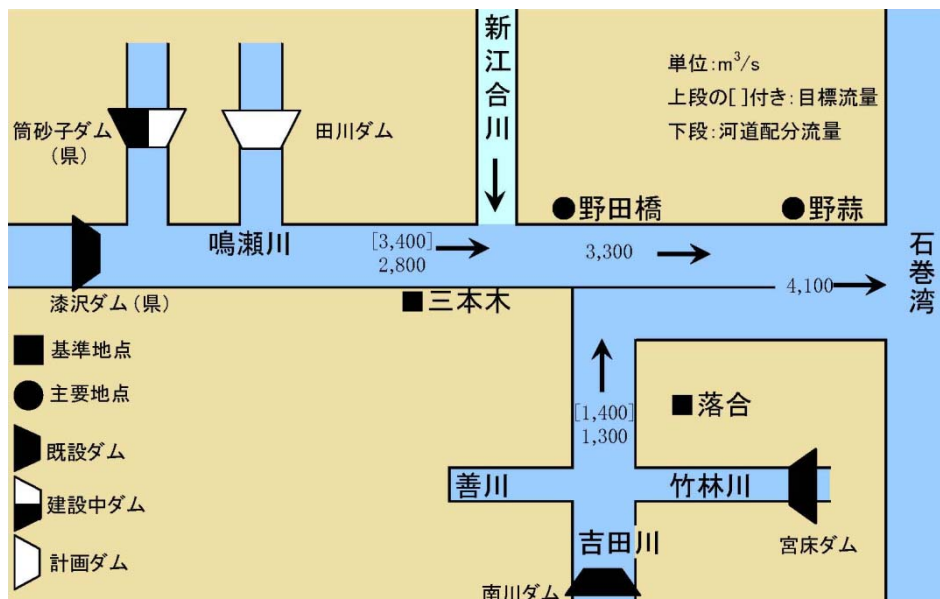 新江合川
単位:m³/s
上段の[ ]付き:目標流量
下段:河道配分流量
筒砂子ダム
(県)
田川ダム
野田橋
野蒜
鳴瀬川
[3,400]
2,800
3,300
4,100
石巻湾
漆沢ダム(県)
三本木
基準地点
主要地点
既設ダム
建設中ダム
計画ダム
[1,400]
1,300
落合
善川
竹林川
吉田川
宮床ダム
南川ダム